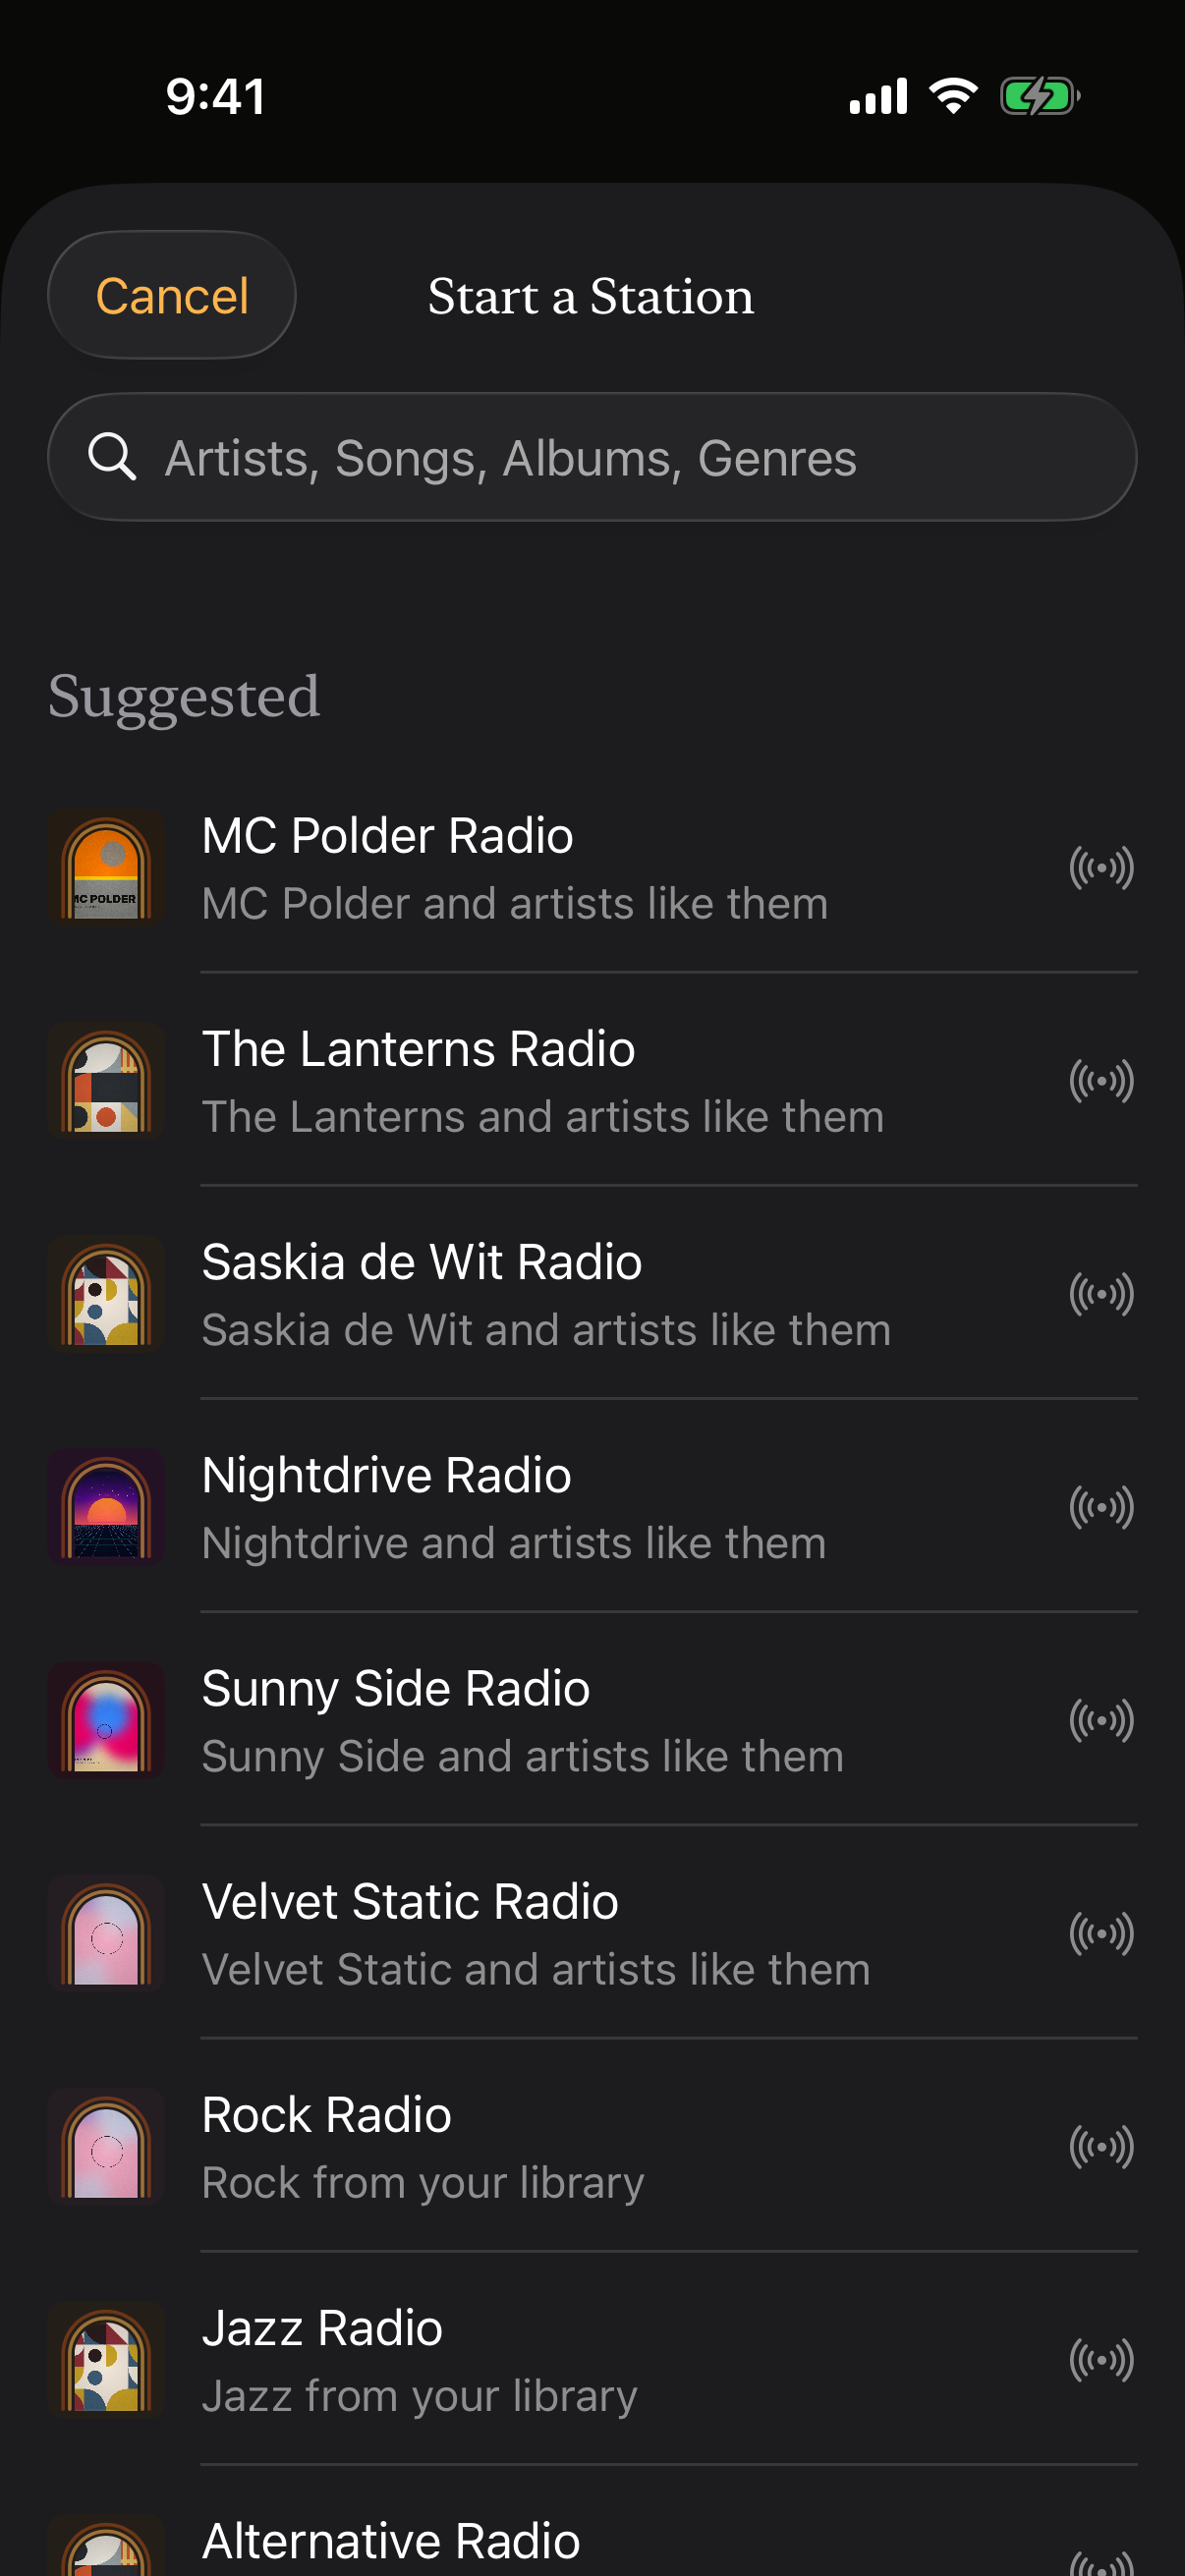 9:41
Cancel
Start a Station
Artists, Songs, Albums, Genres
Suggested
MC Polder Radio
MC POLDER
MC Polder and artists like them
The Lanterns Radio
The Lanterns and artists like them
Saskia de Wit Radio
Saskia de Wit and artists like them
Nightdrive Radio
Nightdrive and artists like them
Sunny Side Radio
Sunny Side and artists like them
Velvet Static Radio
Velvet Static and artists like them
Rock Radio
Rock from your library
Jazz Radio
Jazz from your library
Alternative Radio